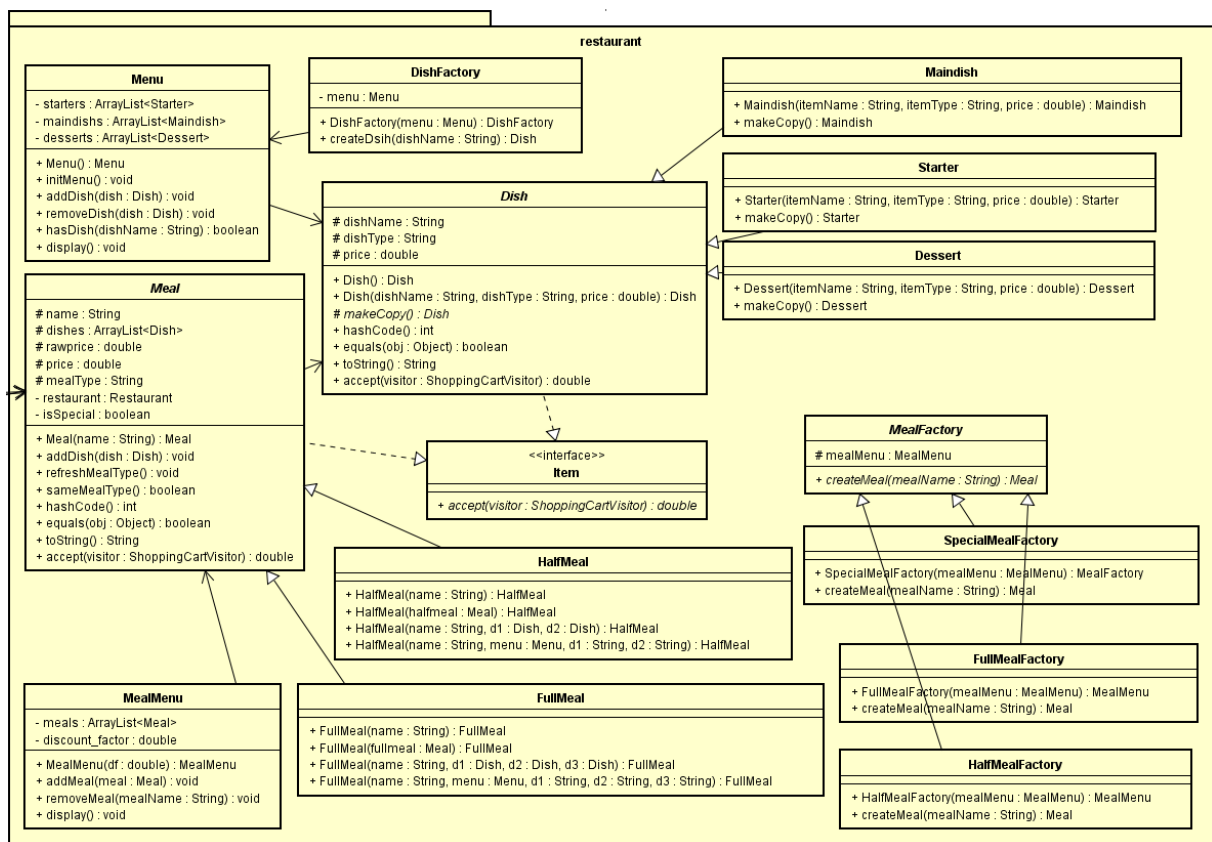 restaurant
Menu
- starters : ArrayList<Starter>
- maindishs : ArrayList<Maindish>
- desserts : ArrayList<Dessert>
+ Menu() : Menu
+ initMenu() : void
+ addDish(dish : Dish) : void
+ removeDish(dish : Dish) : void
+ hasDish(dishName : String) : boolean
+ display() : void
DishFactory
- menu : Menu
+ DishFactory(menu : Menu) : DishFactory
+ createDsih(dishName : String) : Dish
Maindish
+ Maindish(itemName : String, itemType : String, price : double) : Maindish
+ makeCopy() : Maindish
Starter
+ Starter(itemName : String, itemType : String, price : double) : Starter
+ makeCopy() : Starter
Dish
# dishName : String
# dishType : String
# price : double
+ Dish() : Dish
+ Dish(dishName : String, dishType : String, price : double) : Dish
# makeCopy() : Dish
+ hashCode() : int
+ equals(obj : Object) : boolean
+ toString() : String
+ accept(visitor : ShoppingCartVisitor) : double
Dessert
+ Dessert(itemName : String, itemType : String, price : double) : Dessert
+ makeCopy() : Dessert
Meal
# name : String
# dishes : ArrayList<Dish>
# rawprice : double
# price : double
# mealType : String
- restaurant : Restaurant
- isSpecial : boolean
+ Meal(name : String) : Meal
+ addDish(dish : Dish) : void
+ refreshMealType() : void
+ sameMealType() : boolean
+ hashCode() : int
+ equals(obj : Object) : boolean
+ toString() : String
+ accept(visitor : ShoppingCartVisitor) : double
<<interface>>
Item
+ accept(visitor : ShoppingCartVisitor) : double
MealFactory
# mealMenu : MealMenu
+ createMeal(mealName : String) : Meal
SpecialMealFactory
+ SpecialMealFactory(mealMenu : MealMenu) : MealFactory
+ createMeal(mealName : String) : Meal
HalfMeal
+ HalfMeal(name : String) : HalfMeal
+ HalfMeal(halfmeal : Meal) : HalfMeal
+ HalfMeal(name : String, d1 : Dish, d2 : Dish) : HalfMeal
+ HalfMeal(name : String, menu : Menu, d1 : String, d2 : String) : HalfMeal
FullMealFactory
+ FullMealFactory(mealMenu : MealMenu) : MealMenu
+ createMeal(mealName : String) : Meal
MealMenu
- meals : ArrayList<Meal>
- discount_factor : double
+ MealMenu(df : double) : MealMenu
+ addMeal(meal : Meal) : void
+ removeMeal(mealName : String) : void
+ display() : void
FullMeal
+ FullMeal(name : String) : FullMeal
+ FullMeal(fullmeal : Meal) : FullMeal
+ FullMeal(name : String, d1 : Dish, d2 : Dish, d3 : Dish) : FullMeal
+ FullMeal(name : String, menu : Menu, d1 : String, d2 : String, d3 : String) : FullMeal
HalfMealFactory
+ HalfMealFactory(mealMenu : MealMenu) : MealMenu
+ createMeal(mealName : String) : Meal